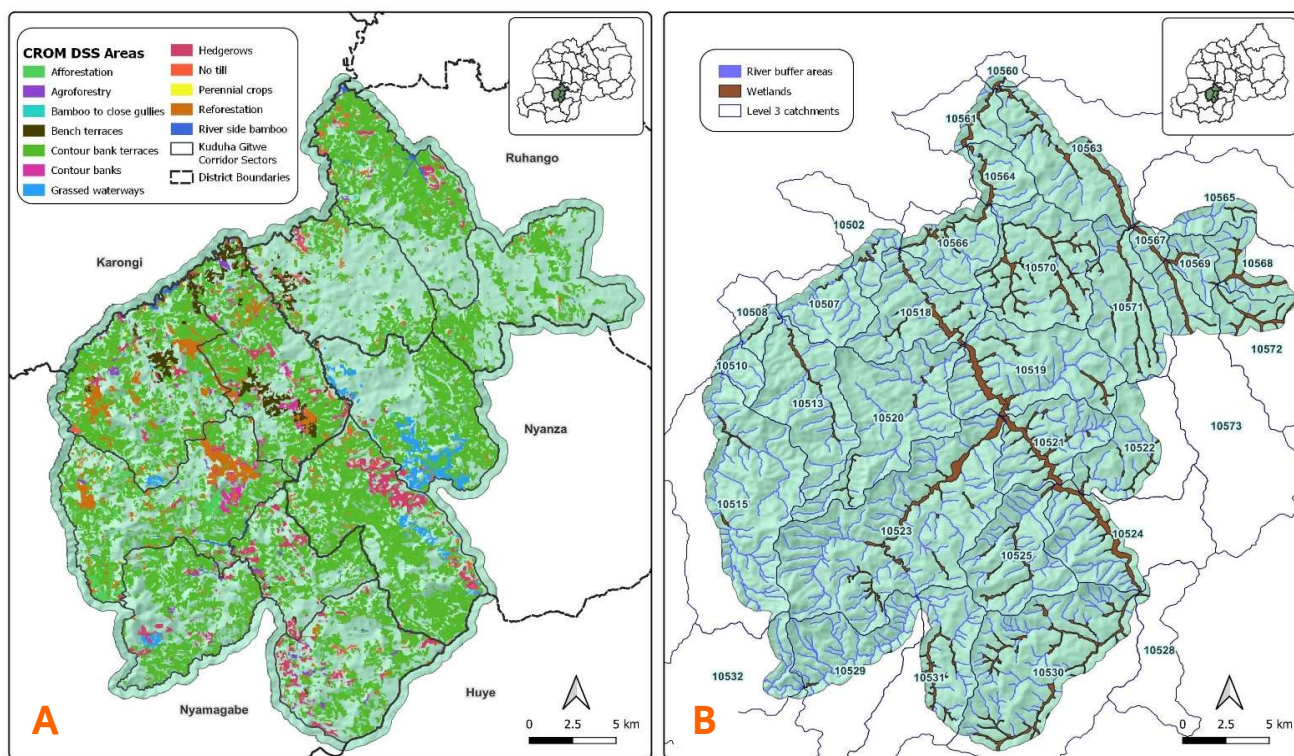 CROM DSS Areas
Afforestation
Agroforestry
Bamboo to close gullies
Bench terraces
Contour bank terraces
Contour banks
Grassed waterways
Hedgerows
No till
Perennial crops
Reforestation
River side bamboo
Kuduha Gitwe
Corridor Sectors
District Boundaries
Ruhango
Karongi
Nyanza
Huye
Nyamagabe
0 2.5 5 km
A
River buffer areas
Wetlands
Level 3 catchments
10560
10561
10563
10564
10565
10502
10566
10567
10569
10568
10570
10507
10508
10518
10571
10572
10510
10519
10513
10520
10573
10521
10522
10515
10523
10524
10525
10528
10532
10529
10531
10530
0 2.5 5 km
B